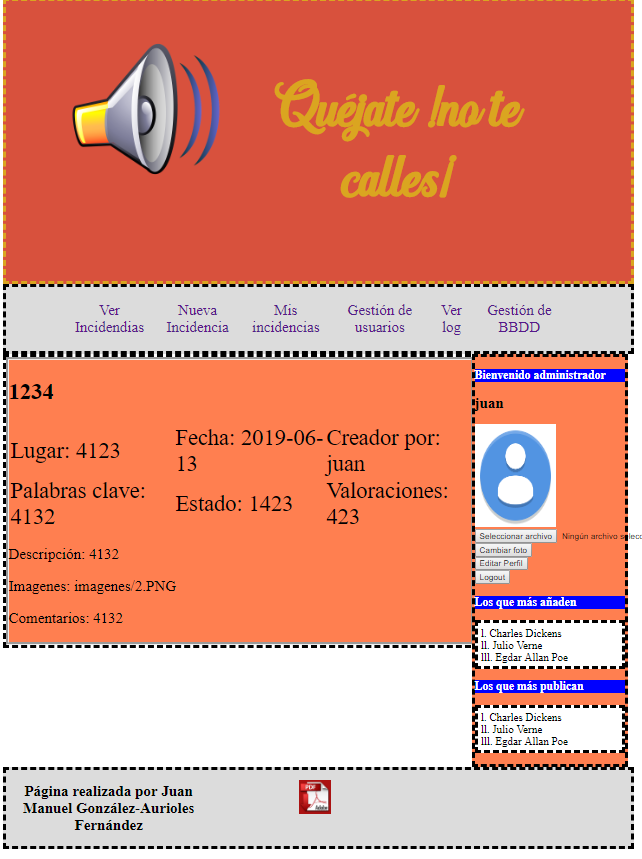 Quéjate !no te
calles¡
Ver
Incidendias
Nueva
Incidencia
Mis
incidencias
Gestión de
usuarios
Ver
log
Gestión de
BBDD
1234
Lugar: 4123
Fecha: 2019-06-
13
Creador por:
juan
Palabras clave:
4132
Estado: 1423
Valoraciones:
423
Descripción: 4132
Imagenes: imagenes/2.PNG
Comentarios: 4132
Bienvenido administrador
juan
Seleccionar archivo Ningún archivo selecc
Cambiar foto
Editar Perfil
Logout
Los que más añaden
I. Charles Dickens
II. Julio Verne
III. Egdar Allan Poe
Los que más publican
I. Charles Dickens
II. Julio Verne
III. Egdar Allan Poe
Página realizada por Juan
Manuel González-Aurioles
Fernández
PDF
Adobe